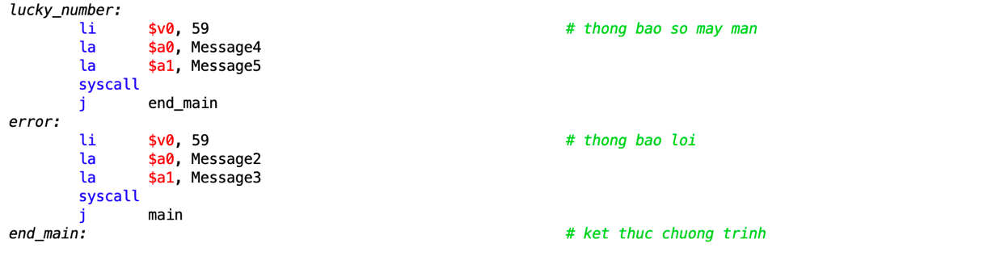 lucky_number:
li $v0, 59 # thong bao so may man
la $a0, Message4
la $a1, Message5
syscall
j end_main
error:
li $v0, 59 # thong bao loi
la $a0, Message2
la $a1, Message3
syscall
j main
end_main: # ket thuc chuong trinh